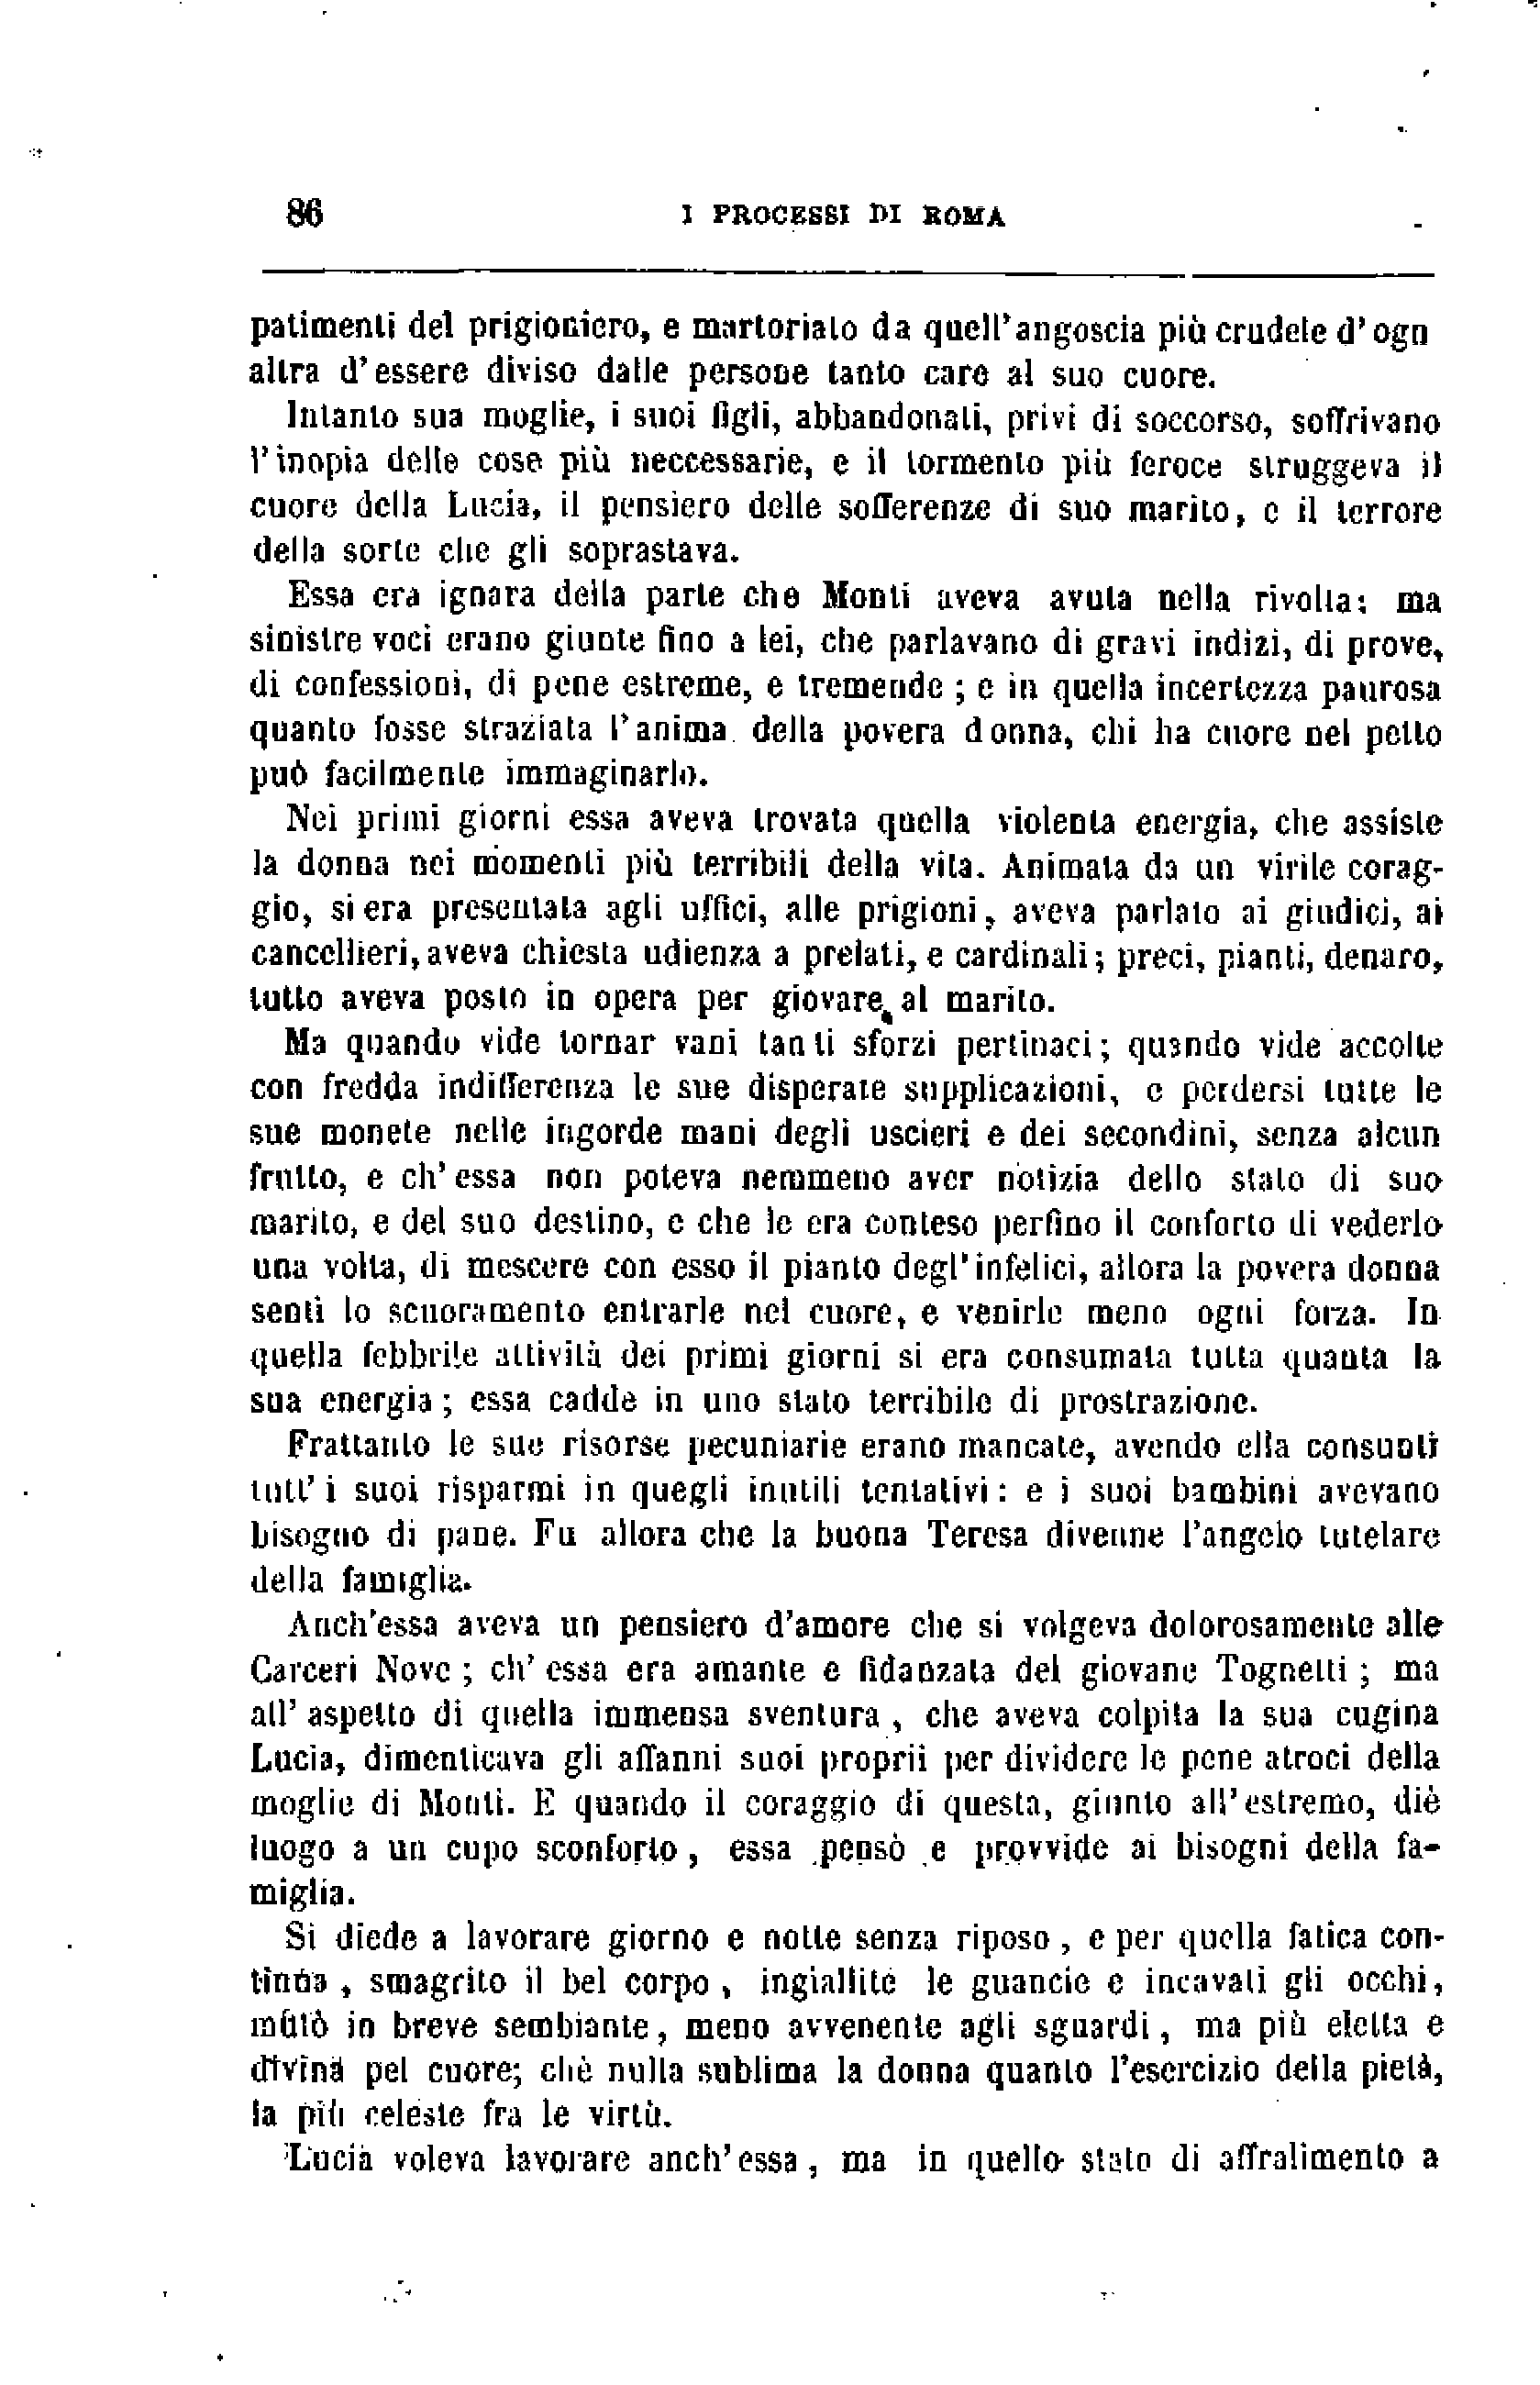 86 I PROCESSI DI ROMA
patimenti del prigioniero, e martoriato da quell'angoscia più crudele d'ogn
altra d'essere diviso dalle persone tanto care al suo cuore.
Intanto sua moglie, i suoi figli, abbandonati, privi di soccorso, soffrivano
l'inopia delle cose più neccessarie, e il tormento più feroce struggeva il
cuore della Lucia, il pensiero delle sofferenze di suo marito, e il terrore
della sorte che gli soprastava.
Essa era ignara della parte che Monti aveva avuta nella rivolta; ma
sinistre voci erano giunte fino a lei, che parlavano di gravi indizi, di prove,
di confessioni, di pene estreme, e tremende; e in quella incertezza paurosa
quanto fosse straziata l'anima della povera donna, chi ha cuore nel petto
può facilmente immaginarlo.
Nei primi giorni essa aveva trovata quella violenta energia, che assiste
la donna nei momenti più terribili della vita. Animata da un virile corag-
gio, si era presentata agli uffici, alle prigioni, aveva parlato ai giudici, ai
cancellieri, aveva chiesta udienza a prelati, e cardinali; preci, pianti, denaro,
tutto aveva posto in opera per giovare al marito.
Ma quando vide tornar vani tanti sforzi pertinaci; quando vide accolte
con fredda indifferenza le sue disperate supplicazioni, e perdersi tutte le
sue monete nelle ingorde mani degli uscieri e dei secondini, senza alcun
frutto, e ch'essa non poteva nemmeno aver notizia dello stato di suo
marito, e del suo destino, e che le era conteso perfino il conforto di vederlo
una volta, di mescere con esso il pianto degl'infelici, allora la povera donna
sentì lo scuoramento entrarle nel cuore, e venirle meno ogni forza. In
quella febbrile attività dei primi giorni si era consumata tutta quanta la
sua energia; essa cadde in uno stato terribile di prostrazione.
Frattanto le sue risorse pecuniarie erano mancate, avendo ella consunti
tutt'i suoi risparmi in quegli inutili tentativi: e i suoi bambini avevano
bisogno di pane. Fu allora che la buona Teresa divenne l'angelo tutelare
della famiglia.
Anch'essa aveva un pensiero d'amore che si volgeva dolorosamente alle
Carceri Nove; ch'essa era amante e fidanzata del giovane Tognetti; ma
all'aspetto di quella immensa sventura, che aveva colpita la sua cugina
Lucia, dimenticava gli affanni suoi proprii per dividere le pene atroci della
moglie di Monti. E quando il coraggio di questa, giunto all'estremo, diè
luogo a un cupo sconforto, essa pensò e provvide ai bisogni della fa-
miglia.
Si diede a lavorare giorno e notte senza riposo, e per quella fatica con-
tinua, smagrito il bel corpo, ingiallite le guancie e incavati gli occhi,
mutò in breve sembiante, meno avvenente agli sguardi, ma più eletta e
divina pel cuore; chè nulla sublima la donna quanto l'esercizio della pietà,
la più celeste fra le virtù.
Lucia voleva lavorare anch'essa, ma in quello stato di affralimento a